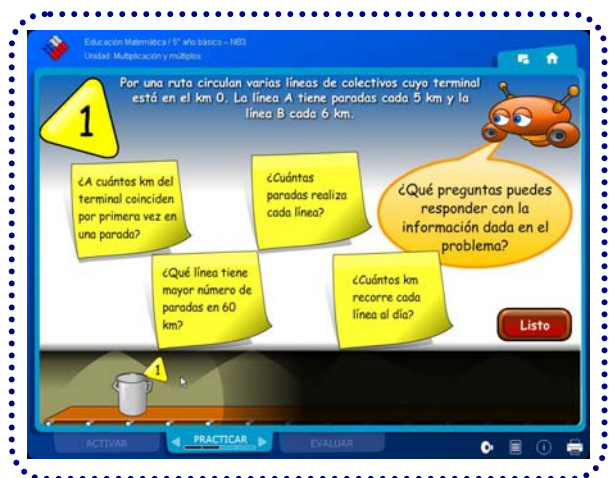 Educación Matemática / 5° año básico – NB3
Unidad: Multiplicación y múltiplos
1
Por una ruta circulan varias líneas de colectivos cuyo terminal
está en el km 0. La línea A tiene paradas cada 5 km y la
línea B cada 6 km.
¿A cuántos km del
terminal coinciden
por primera vez en
una parada?
¿Cuántas
paradas realiza
cada línea?
¿Qué preguntas puedes
responder con la
información dada en el
problema?
¿Qué línea tiene
mayor número de
paradas en 60
km?
¿Cuántos km
recorre cada
línea al día?
Listo
1
ACTIVAR
PRACTICAR
EVALUAR